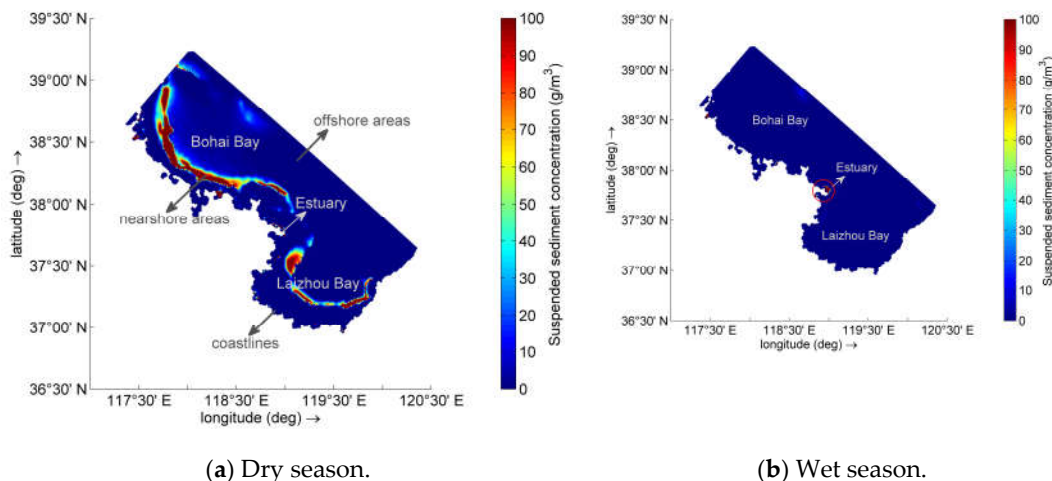 39°30' N
39°00' N
38°30' N
38°00' N
37°30' N
37°00' N
36°30' N
latitude (deg) →
117°30' E
118°30' E
119°30' E
120°30' E
longitude (deg) →
Bohai Bay
offshore areas
nearshore areas
Estuary
Laizhou Bay
coastlines
100
90
80
70
60
50
40
30
20
10
0
Suspended sediment concentration (g/m³)
(a) Dry season.
39°30' N
39°00' N
38°30' N
38°00' N
37°30' N
37°00' N
36°30' N
latitude (deg) →
117°30' E
118°30' E
119°30' E
120°30' E
longitude (deg) →
Bohai Bay
Estuary
Laizhou Bay
100
90
80
70
60
50
40
30
20
10
0
Suspended sediment concentration (g/m³)
(b) Wet season.